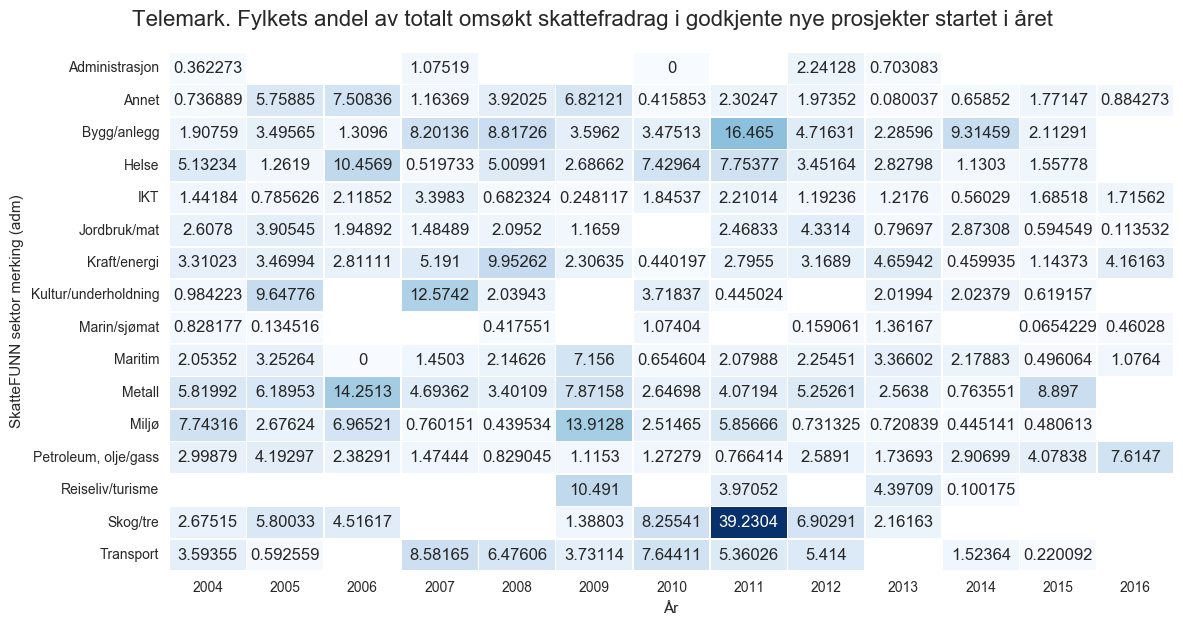 Telemark. Fylkets andel av totalt omsøkt skattefradrag i godkjente nye prosjekter startet i året
SkatteFUNN sektor merking (adm)
Administrasjon 0.362273 1.07519 0 2.24128 0.703083
Annet 0.736889 5.75885 7.50836 1.16369 3.92025 6.82121 0.415853 2.30247 1.97352 0.080037 0.65852 1.77147 0.884273
Bygg/anlegg 1.90759 3.49565 1.3096 8.20136 8.81726 3.5962 3.47513 16.465 4.71631 2.28596 9.31459 2.11291
Helse 5.13234 1.2619 10.4569 0.519733 5.00991 2.68662 7.42964 7.75377 3.45164 2.82798 1.1303 1.55778
IKT 1.44184 0.785626 2.11852 3.3983 0.682324 0.248117 1.84537 2.21014 1.19236 1.2176 0.56029 1.68518 1.71562
Jordbruk/mat 2.6078 3.90545 1.94892 1.48489 2.0952 1.1659 2.46833 4.3314 0.79697 2.87308 0.594549 0.113532
Kraft/energi 3.31023 3.46994 2.81111 5.191 9.95262 2.30635 0.440197 2.7955 3.1689 4.65942 0.459935 1.14373 4.16163
Kultur/underholdning 0.984223 9.64776 12.5742 2.03943 3.71837 0.445024 2.01994 2.02379 0.619157
Marin/sjømat 0.828177 0.134516 0.417551 1.07404 0.159061 1.36167 0.0654229 0.46028
Maritim 2.05352 3.25264 0 1.4503 2.14626 7.156 0.654604 2.07988 2.25451 3.36602 2.17883 0.496064 1.0764
Metall 5.81992 6.18953 14.2513 4.69362 3.40109 7.87158 2.64698 4.07194 5.25261 2.5638 0.763551 8.897
Miljø 7.74316 2.67624 6.96521 0.760151 0.439534 13.9128 2.51465 5.85666 0.731325 0.720839 0.445141 0.480613
Petroleum, olje/gass 2.99879 4.19297 2.38291 1.47444 0.829045 1.1153 1.27279 0.766414 2.5891 1.73693 2.90699 4.07838 7.6147
Reiseliv/turisme 10.491 3.97052 4.39709 0.100175
Skog/tre 2.67515 5.80033 4.51617 1.38803 8.25541 39.2304 6.90291 2.16163
Transport 3.59355 0.592559 8.58165 6.47606 3.73114 7.64411 5.36026 5.414 1.52364 0.220092
2004 2005 2006 2007 2008 2009 2010 2011 2012 2013 2014 2015 2016
År